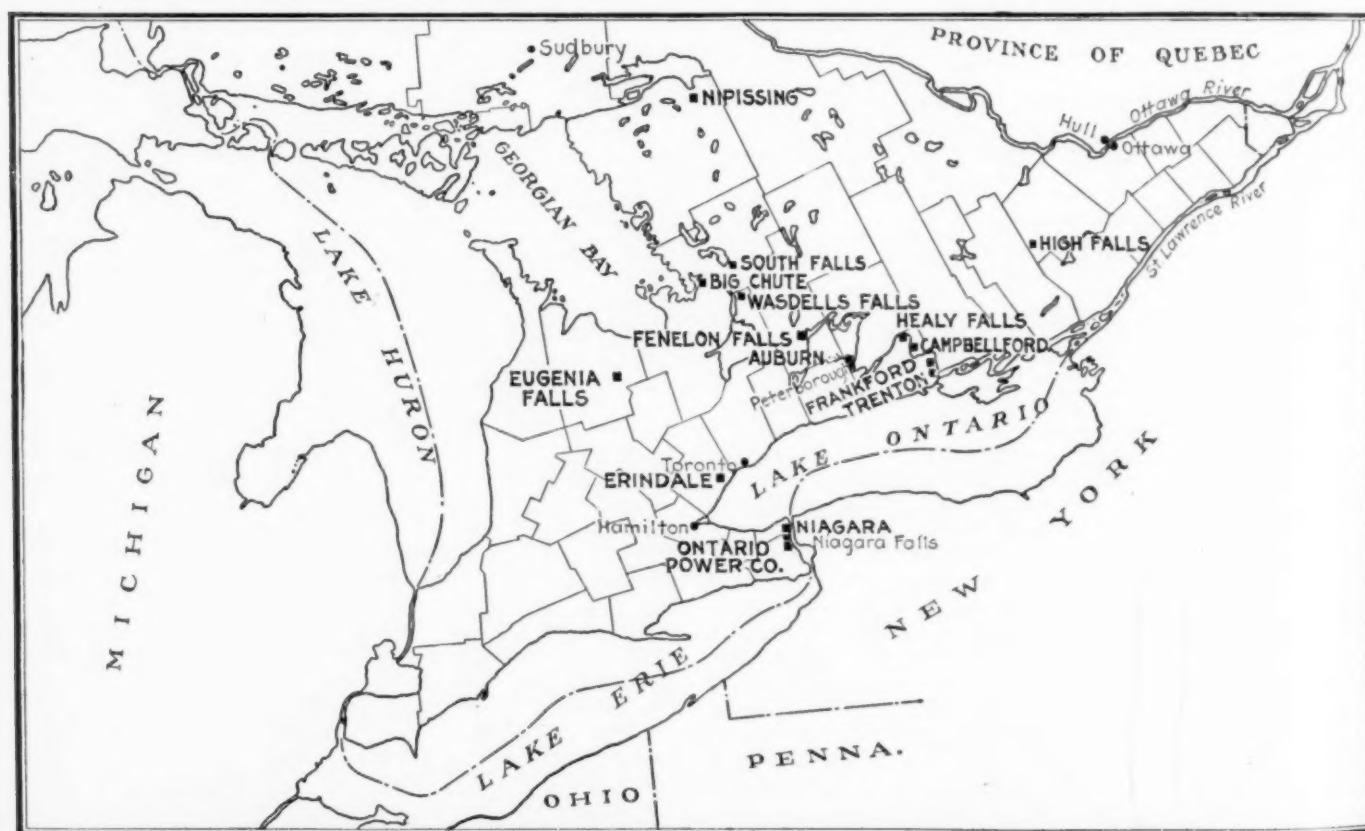 PROVINCE OF QUEBEC
Sudbury
NIPISSING
Ottawa River
Hull
Ottawa
GEORGIAN BAY
St Lawrence River
LAKE HURON
HIGH FALLS
SOUTH FALLS
BIG CHUTE
WASDELLS FALLS
HEALY FALLS
FENELON FALLS
CAMPBELLFORD
AUBURN
Peterborough
FRANKFORD
TRENTON
EUGENIA
FALLS
LAKE ONTARIO
MICHIGAN
Toronto
ERINDALE
Hamilton
NIAGARA
Niagara Falls
ONTARIO
POWER CO.
NEW YORK
LAKE ERIE
PENNA.
OHIO